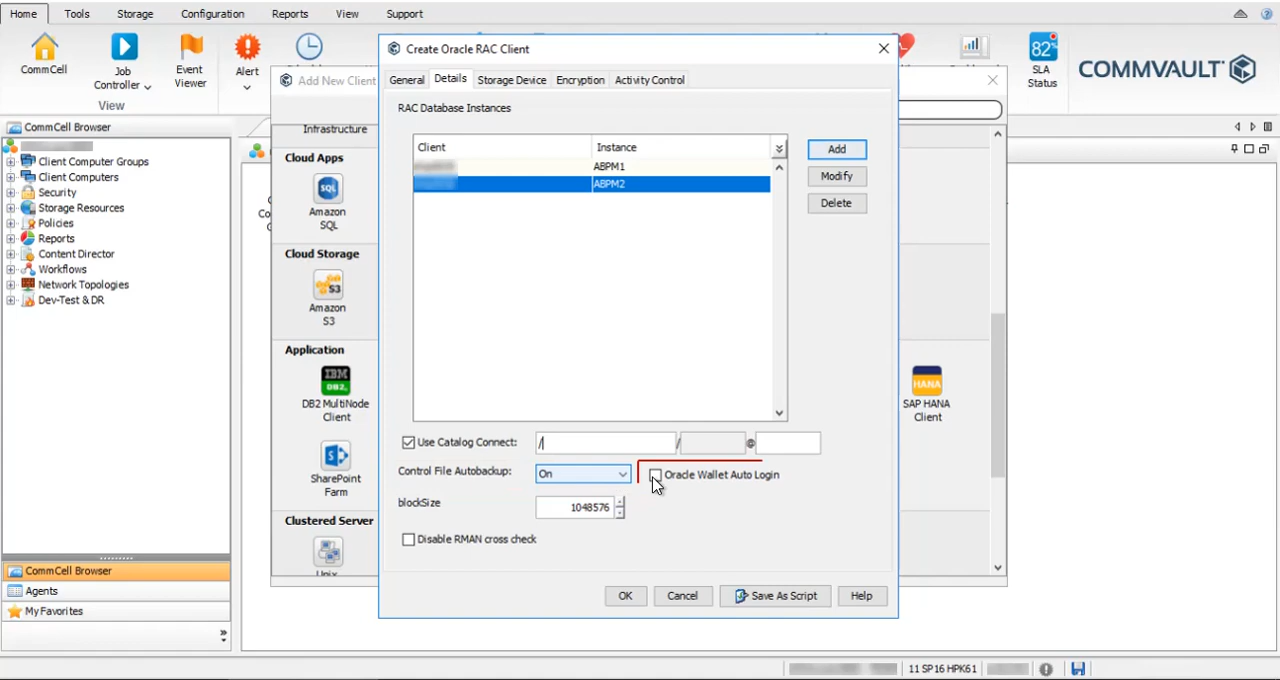 Home Tools Storage Configuration Reports View Support
CommCell
Job Controller
Event Viewer
Alert
View
82%
SLA Status
COMMVAULT
CommCell Browser
Client Computer Groups
Client Computers
Security
Storage Resources
Policies
Reports
Content Director
Workflows
Network Topologies
Dev-Test & DR
CommCell Browser
Agents
My Favorites
Add New Client
Infrastructure
Cloud Apps
SQL
Amazon SQL
Cloud Storage
S3
Amazon S3
Application
IBM DB2.
DB2 MultiNode Client
SharePoint Farm
Clustered Server
Unix
HANA
SAP HANA Client
Create Oracle RAC Client
General Details Storage Device Encryption Activity Control
RAC Database Instances
Client Instance
ABPM1
ABPM2
Add
Modify
Delete
Use Catalog Connect: / / @
Control File Autobackup: On Oracle Wallet Auto Login
blockSize 1048576
Disable RMAN cross check
OK Cancel Save As Script Help
11 SP16 HPK61